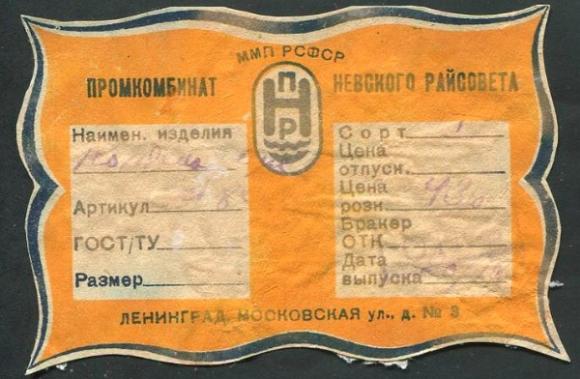 ММП РСФСР
ПРОМКОМБИНАТ
НЕВСКОГО РАЙСОВЕТА
П
Н
Р
Наимен. изделия
Артикул
ГОСТ/ТУ
Размер
Сорт 1
Цена
отпуск.
Цена
розн.
Бракер
ОТК
Дата
выпуска
ЛЕНИНГРАД, МОСКОВСКАЯ ул., д. № 3